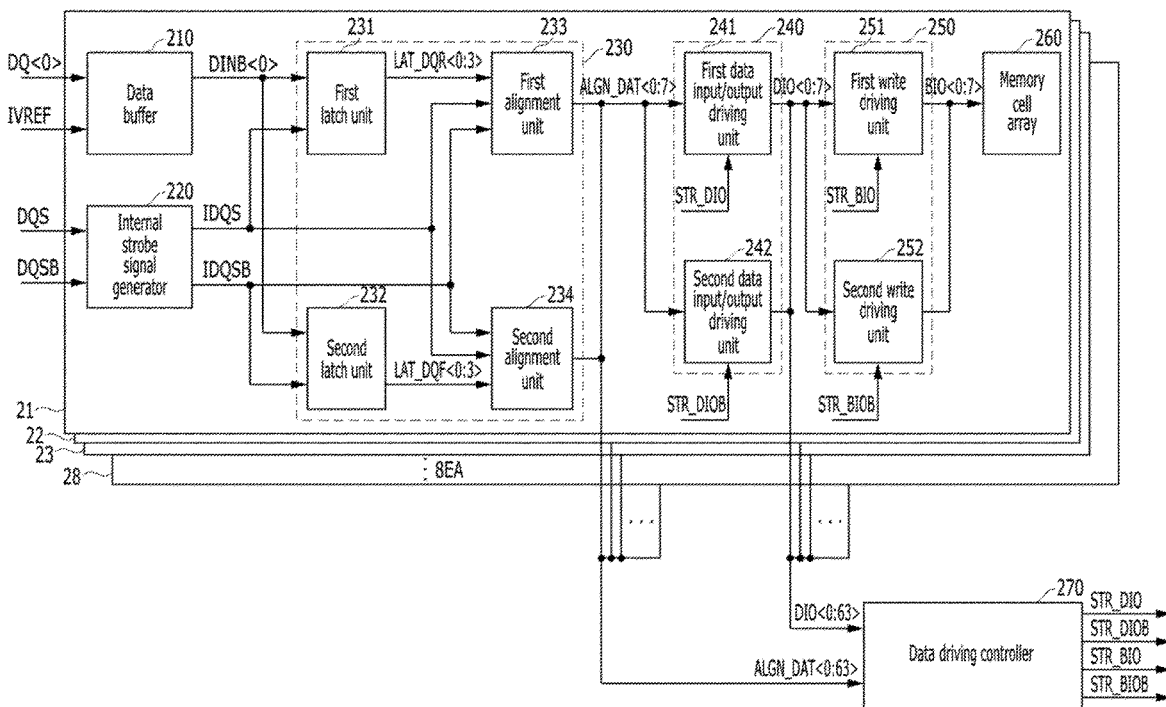 210
DQ<0>
IVREF
Data
buffer
DINB<0>
231
First
latch unit
LAT_DQR<0:3>
233
First
alignment
unit
230
ALGN_DAT<0:7>
241
240
First data
input/output
driving
unit
STR_DIO
DIO<0:7>
251
250
First write
driving
unit
STR_BIO
BIO<0:7>
260
Memory
cell
array
220
DQS
DQSB
Internal
strobe
signal
generator
IDQS
IDQSB
232
Second
latch unit
LAT_DQF<0:3>
234
Second
alignment
unit
242
Second data
input/output
driving
unit
STR_DIOB
252
Second write
driving
unit
STR_BIOB
21
22
23
28
⋮ 8EA
...
...
270
DIO<0:63>
ALGN_DAT<0:63>
Data driving controller
STR_DIO
STR_DIOB
STR_BIO
STR_BIOB